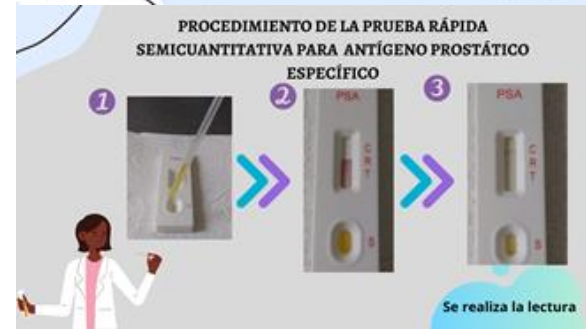 PROCEDIMIENTO DE LA PRUEBA RÁPIDA
SEMICUANTITATIVA PARA ANTÍGENO PROSTÁTICO
ESPECÍFICO
1
2
3
PSA
C
R
T
S
PSA
C
R
T
S
Se realiza la lectura